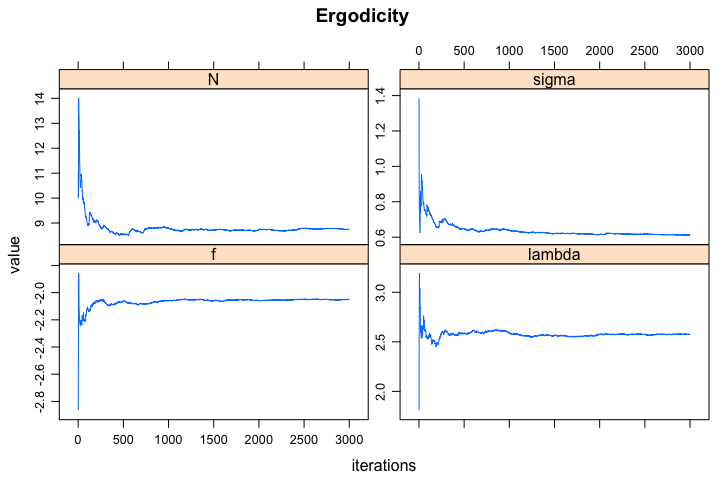 Ergodicity
0 500 1000 1500 2000 2500 3000
N sigma
9 10 11 12 13 14
0.6 0.8 1.0 1.2 1.4
f lambda
-2.8 -2.6 -2.4 -2.2 -2.0
2.0 2.5 3.0
value
0 500 1000 1500 2000 2500 3000
iterations